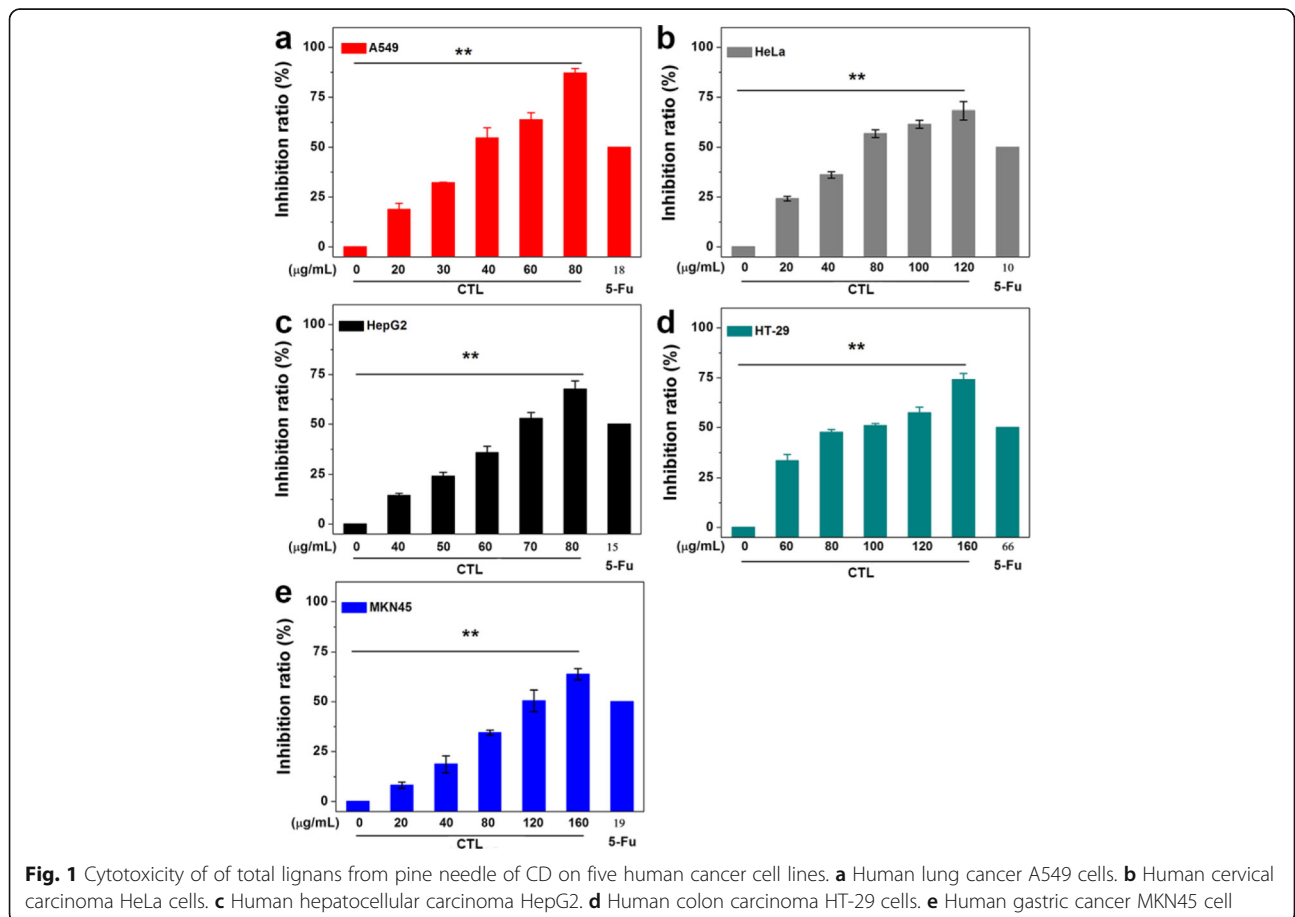 a
A549
**
Inhibition ratio (%)
100
75
50
25
0
(μg/mL) 0 20 30 40 60 80 18
CTL 5-Fu
b
HeLa
**
Inhibition ratio (%)
100
75
50
25
0
(μg/mL) 0 20 40 80 100 120 10
CTL 5-Fu
c
HepG2
**
Inhibition ratio (%)
100
75
50
25
0
(μg/mL) 0 40 50 60 70 80 15
CTL 5-Fu
d
HT-29
**
Inhibition ratio (%)
100
75
50
25
0
(μg/mL) 0 60 80 100 120 160 66
CTL 5-Fu
e
MKN45
**
Inhibition ratio (%)
100
75
50
25
0
(μg/mL) 0 20 40 80 120 160 19
CTL 5-Fu
Fig. 1 Cytotoxicity of of total lignans from pine needle of CD on five human cancer cell lines. a Human lung cancer A549 cells. b Human cervical
carcinoma HeLa cells. c Human hepatocellular carcinoma HepG2. d Human colon carcinoma HT-29 cells. e Human gastric cancer MKN45 cell